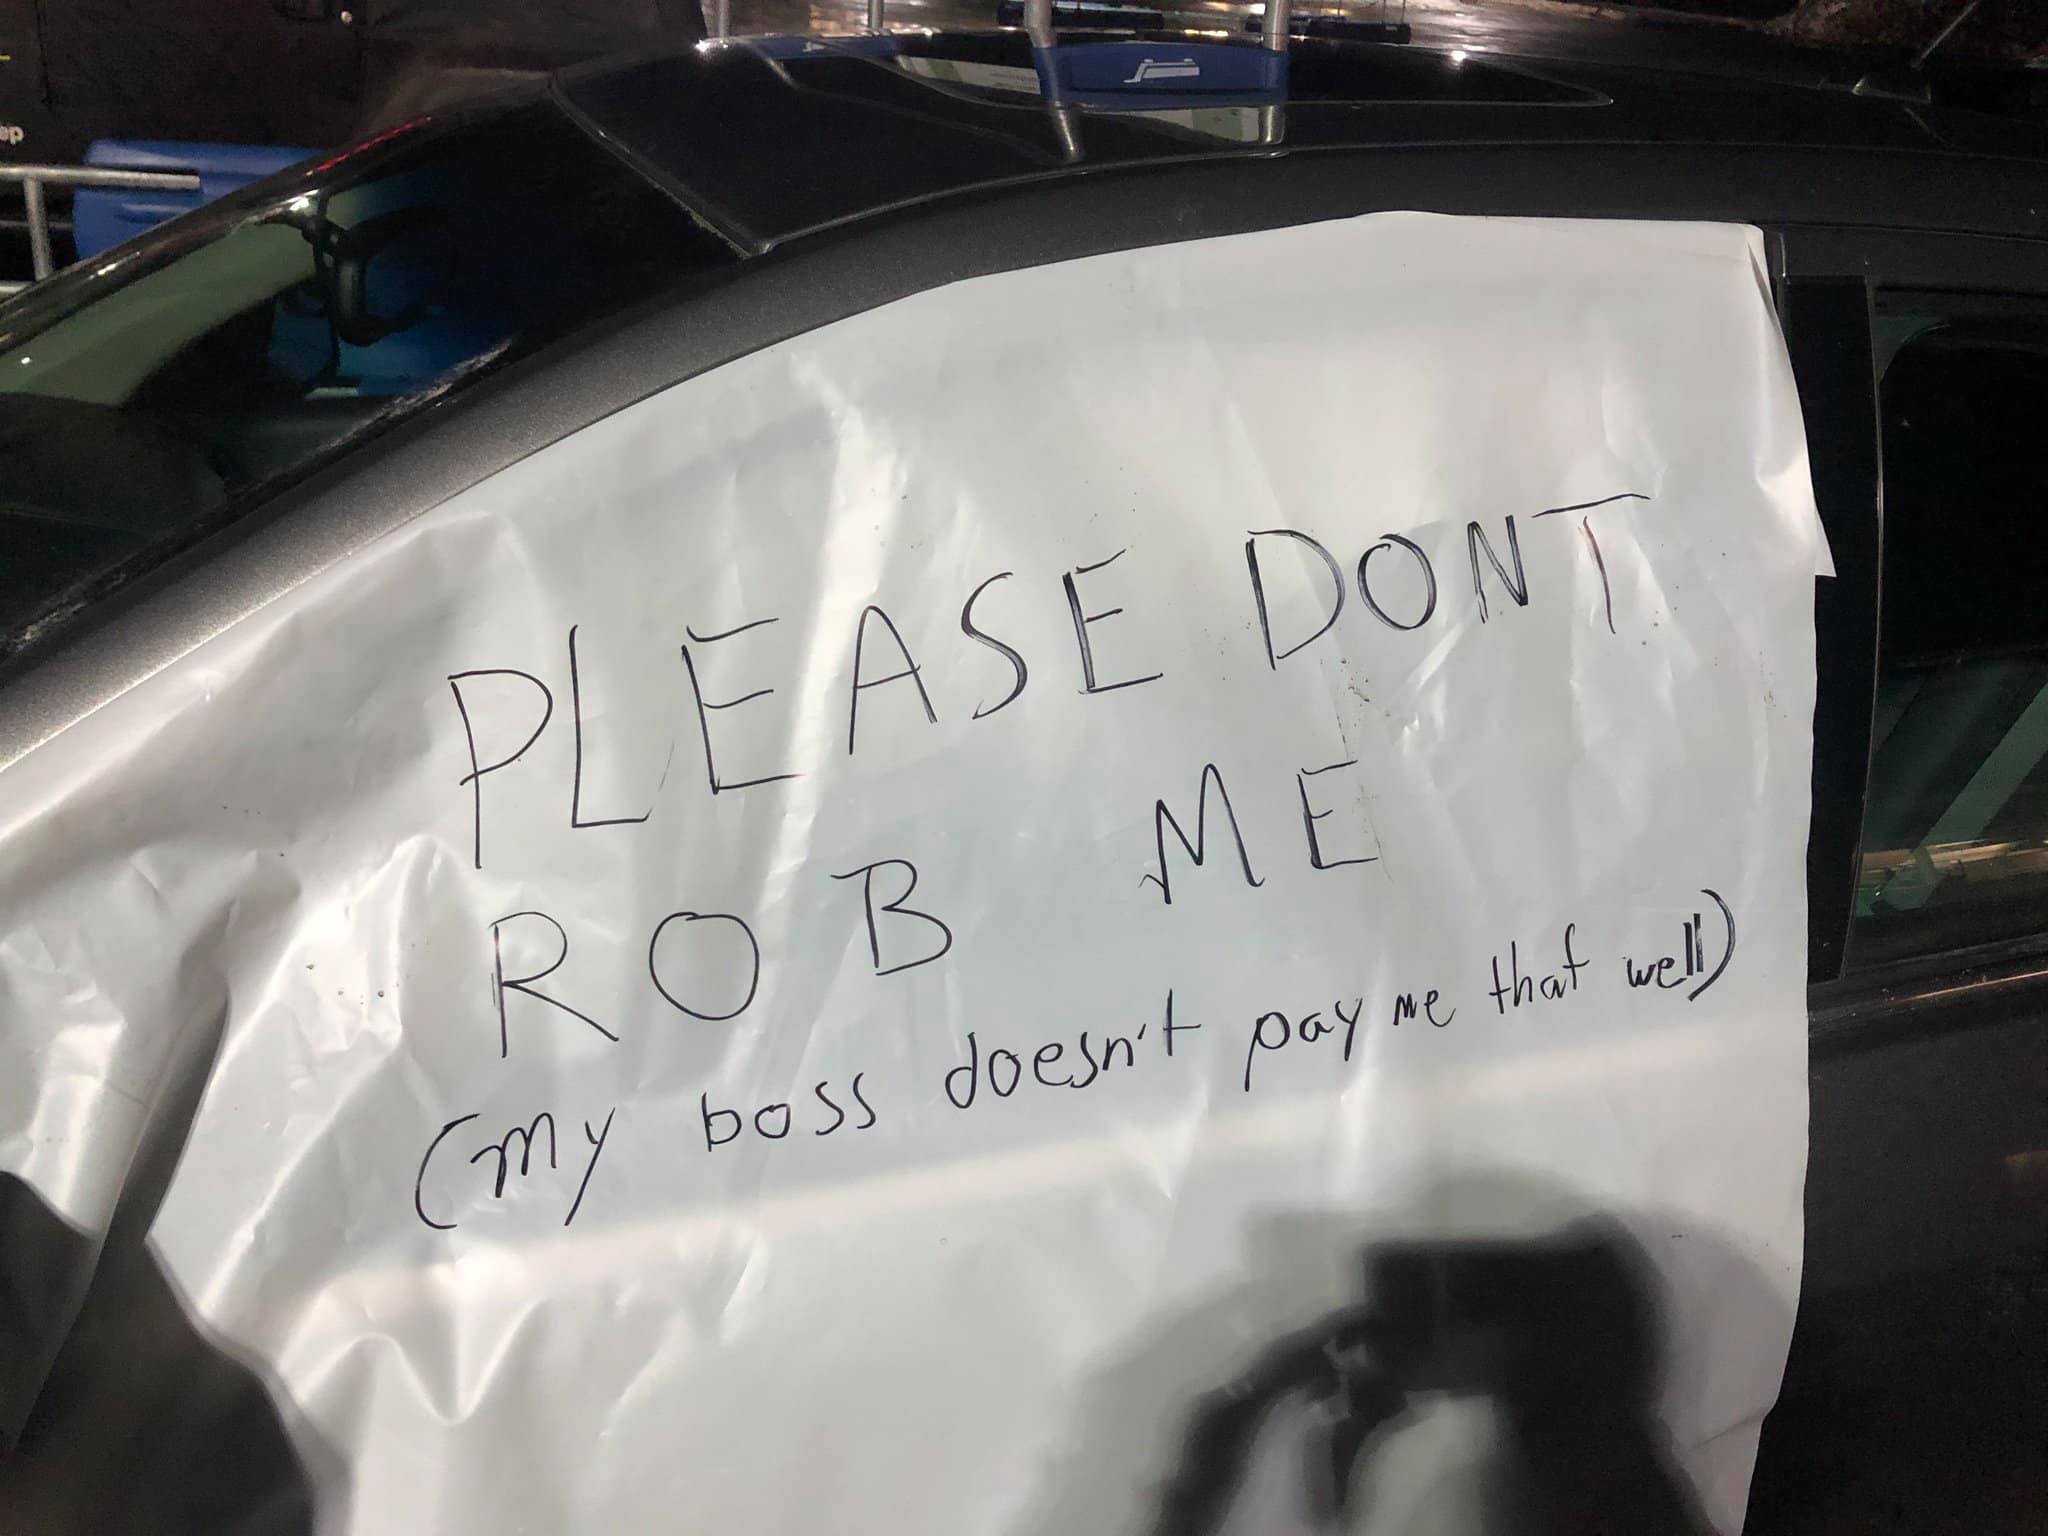 PLEASE DONT
ROB ME
(my boss doesn't pay me that well)